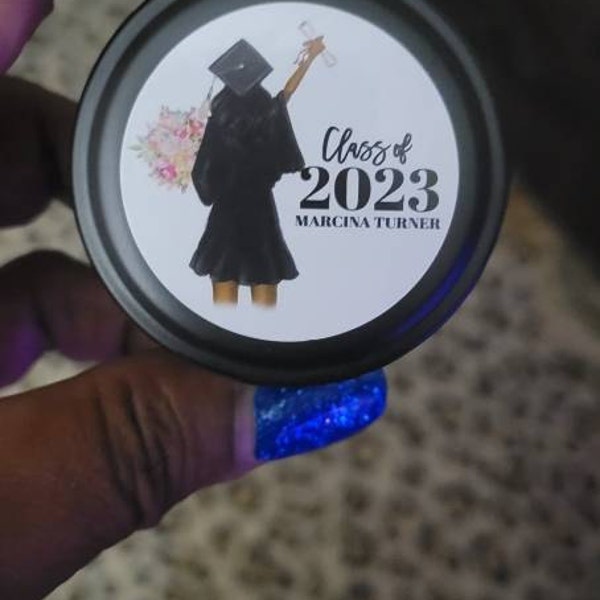 Class of
2023
MARCINA TURNER